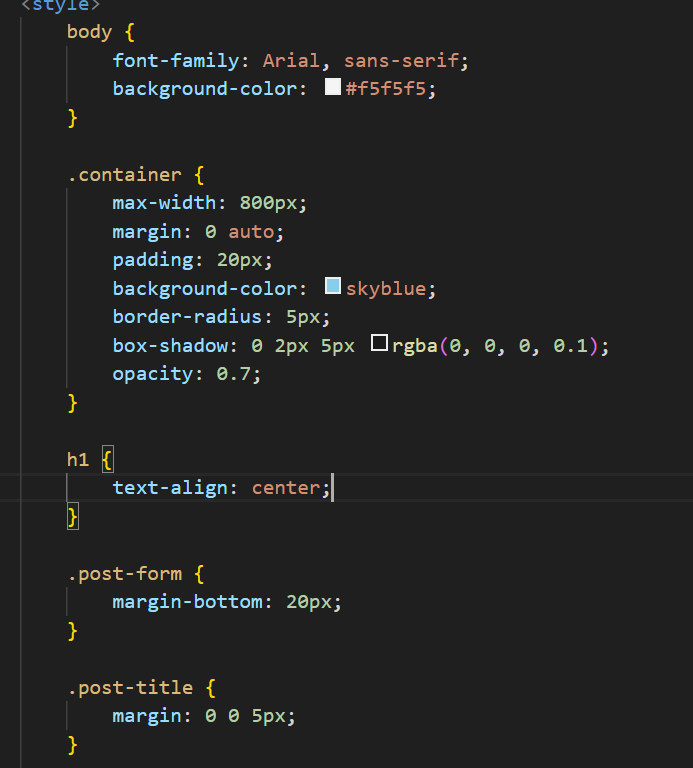 <style>
body {
font-family: Arial, sans-serif;
background-color: #f5f5f5;
}
.container {
max-width: 800px;
margin: 0 auto;
padding: 20px;
background-color: skyblue;
border-radius: 5px;
box-shadow: 0 2px 5px rgba(0, 0, 0, 0.1);
opacity: 0.7;
}
h1 {
text-align: center;
}
.post-form {
margin-bottom: 20px;
}
.post-title {
margin: 0 0 5px;
}